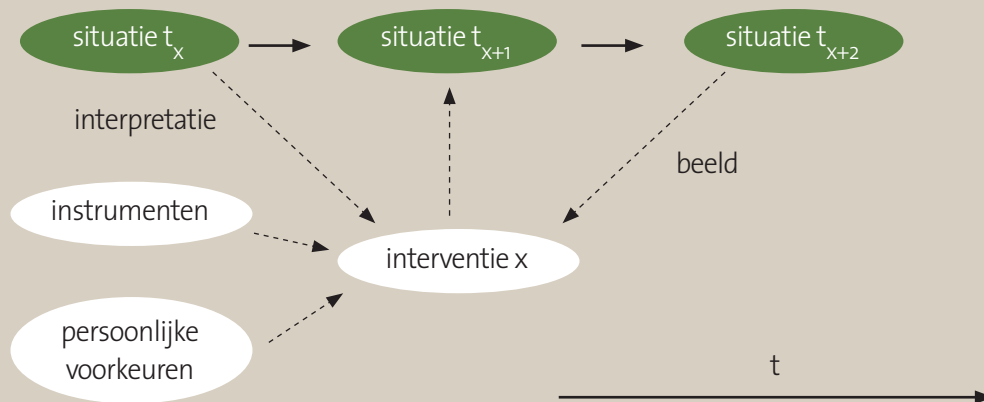 situatie tx
situatie tx+1
situatie tx+2
interpretatie
beeld
instrumenten
interventie x
persoonlijke
voorkeuren
t